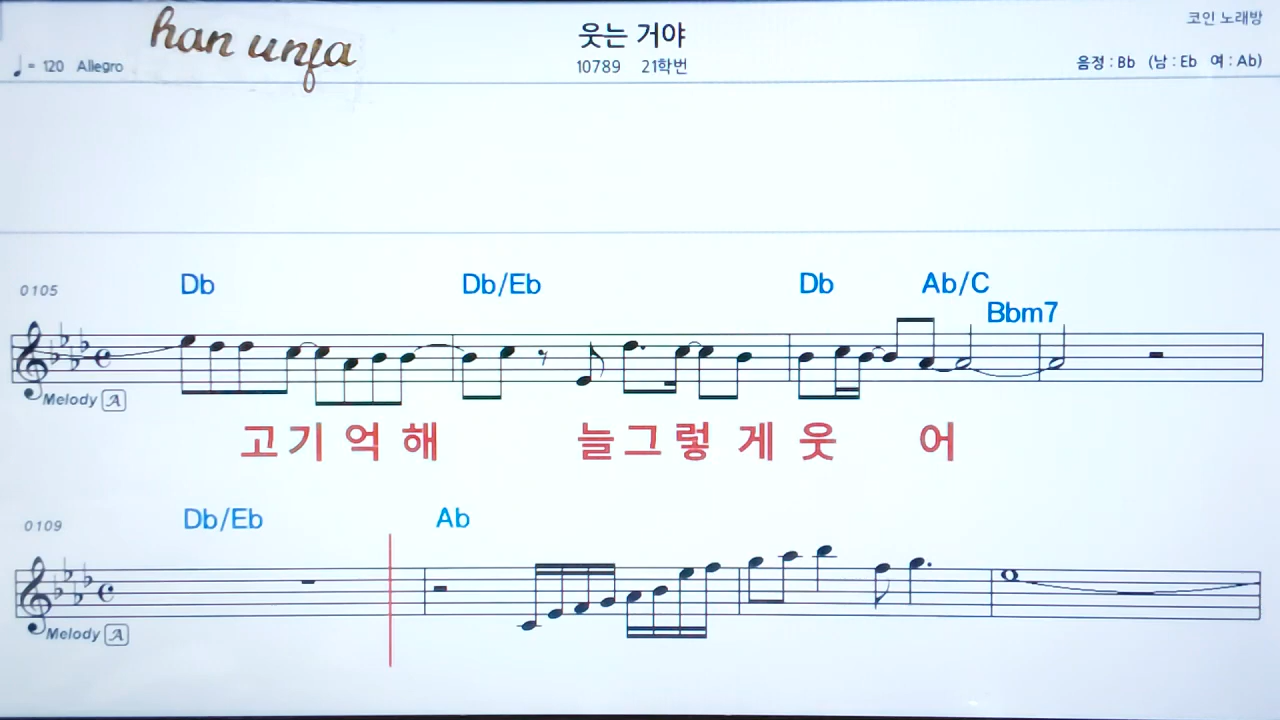 han unfa
웃는 거야
코인 노래방
♩= 120 Allegro
10789 21학번
음정 : Bb (남 : Eb 여 : Ab)
0105 Db Db/Eb Db Ab/C Bbm7
Melody A
고기억해 늘그렇게웃 어
0109 Db/Eb Ab
Melody A